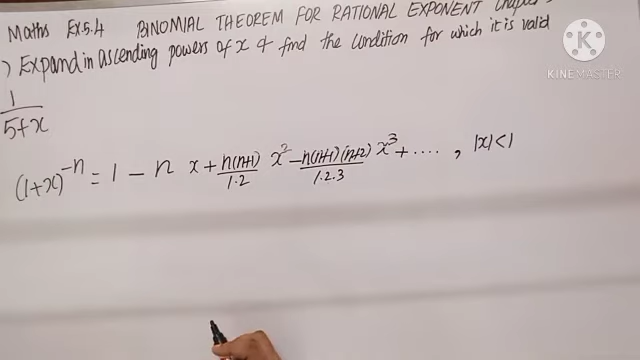 Maths Ex.5.4 BINOMIAL THEOREM FOR RATIONAL EXPONENT Chapter
) Expand in ascending powers of x & find the condition for which it is valid
KINEMASTER
1
5+x
(1+x)^-n = 1 - n x + n(n+1)/1.2 x^2 - n(n+1)(n+2)/1.2.3 x^3 + .... , |x|<1